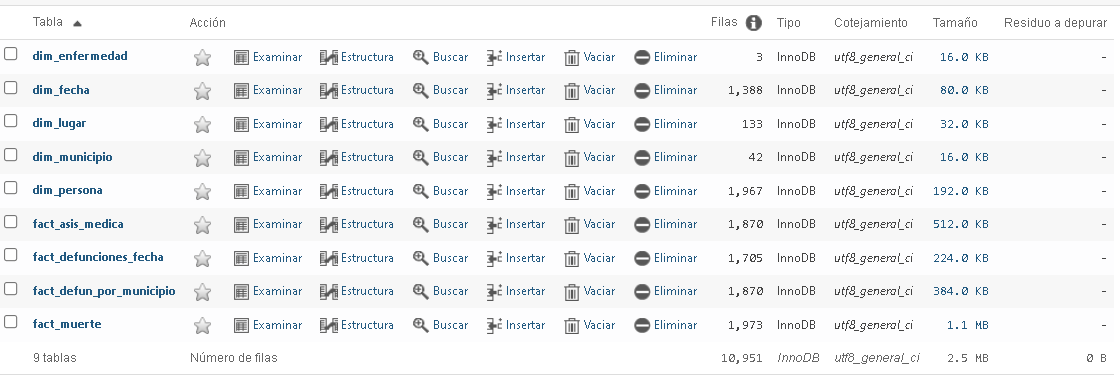 Tabla Acción Filas Tipo Cotejamiento Tamaño Residuo a depurar
dim_enfermedad Examinar Estructura Buscar Insertar Vaciar Eliminar 3 InnoDB utf8_general_ci 16.0 KB -
dim_fecha Examinar Estructura Buscar Insertar Vaciar Eliminar 1,388 InnoDB utf8_general_ci 80.0 KB -
dim_lugar Examinar Estructura Buscar Insertar Vaciar Eliminar 133 InnoDB utf8_general_ci 32.0 KB -
dim_municipio Examinar Estructura Buscar Insertar Vaciar Eliminar 42 InnoDB utf8_general_ci 16.0 KB -
dim_persona Examinar Estructura Buscar Insertar Vaciar Eliminar 1,967 InnoDB utf8_general_ci 192.0 KB -
fact_asis_medica Examinar Estructura Buscar Insertar Vaciar Eliminar 1,870 InnoDB utf8_general_ci 512.0 KB -
fact_defunciones_fecha Examinar Estructura Buscar Insertar Vaciar Eliminar 1,705 InnoDB utf8_general_ci 224.0 KB -
fact_defun_por_municipio Examinar Estructura Buscar Insertar Vaciar Eliminar 1,870 InnoDB utf8_general_ci 384.0 KB -
fact_muerte Examinar Estructura Buscar Insertar Vaciar Eliminar 1,973 InnoDB utf8_general_ci 1.1 MB -
9 tablas Número de filas 10,951 InnoDB utf8_general_ci 2.5 MB 0 B